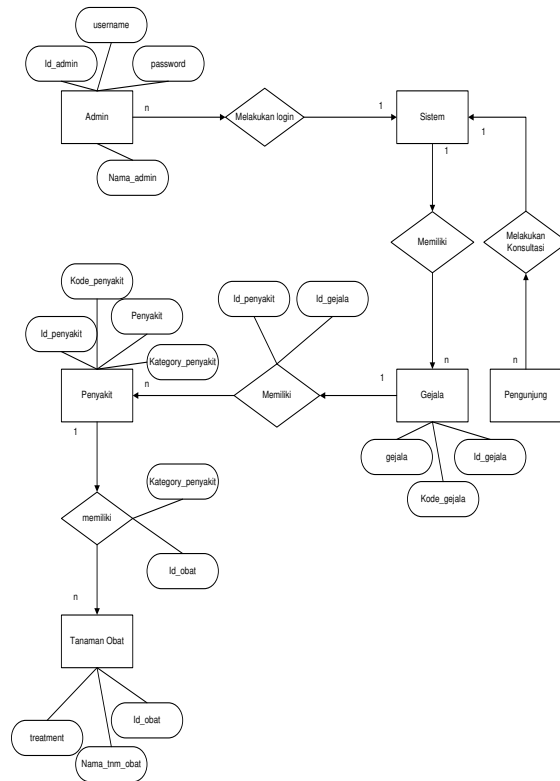 username
Id_admin
password
Admin
n
Melakukan login
1
Sistem
1
1
Nama_admin
Memiliki
Melakukan
Konsultasi
Kode_penyakit
Id_penyakit
Id_gejala
Penyakit
Id_penyakit
Kategory_penyakit
n
n
Penyakit
n
Memiliki
1
Gejala
Pengunjung
1
gejala
Id_gejala
Kode_gejala
Kategory_penyakit
memiliki
Id_obat
n
Tanaman Obat
Id_obat
treatment
Nama_tnm_obat